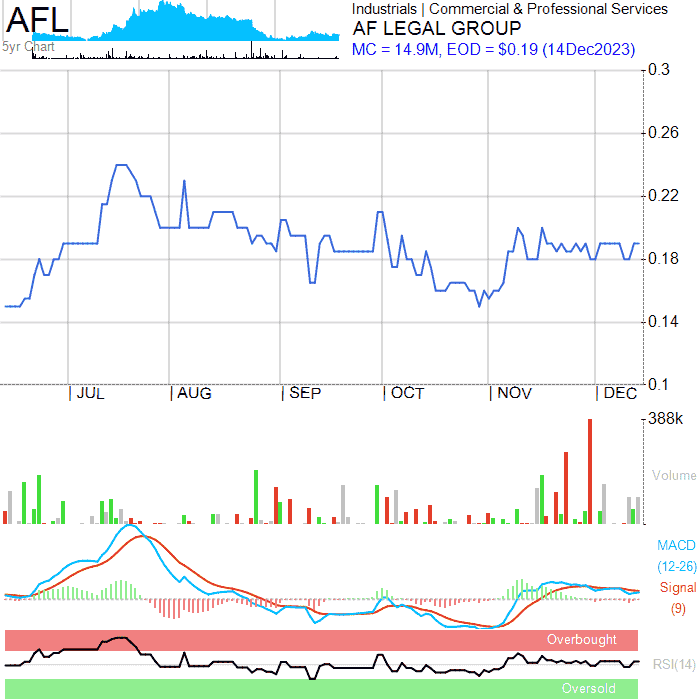 AFL
5yr Chart
Industrials | Commercial & Professional Services
AF LEGAL GROUP
MC = 14.9M, EOD = $0.19 (14Dec2023)
0.3
0.26
0.22
0.18
0.14
0.1
JUL AUG SEP OCT NOV DEC
388k
Volume
MACD
(12-26)
Signal
(9)
Overbought
RSI(14)
Oversold